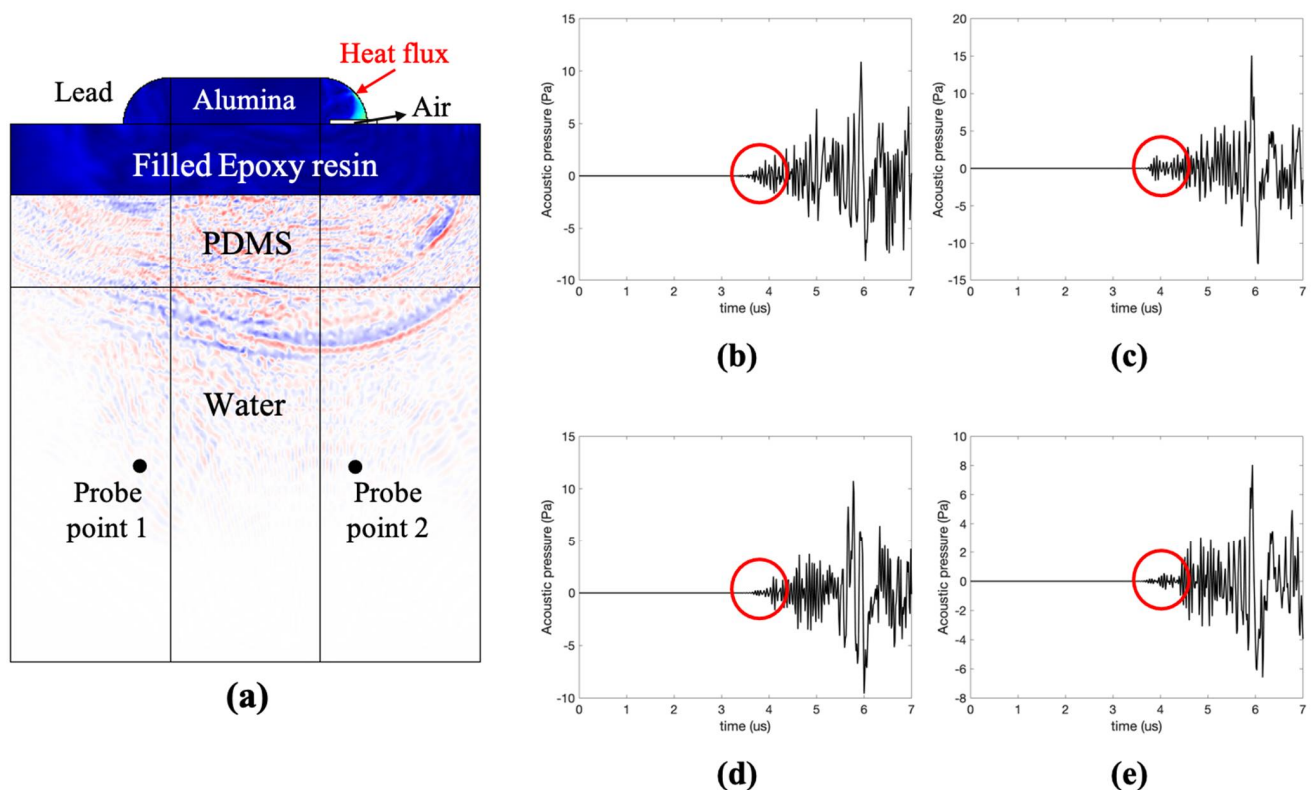 Heat flux
Lead
Alumina
Air
Filled Epoxy resin
PDMS
Water
Probe
point 1
Probe
point 2
(a)
15
10
5
0
-5
-10
Acoustic pressure (Pa)
0 1 2 3 4 5 6 7
time (us)
(b)
20
15
10
5
0
-5
-10
-15
Acoustic pressure (Pa)
0 1 2 3 4 5 6 7
time (us)
(c)
15
10
5
0
-5
-10
Acoustic pressure (Pa)
0 1 2 3 4 5 6 7
time (us)
(d)
10
8
6
4
2
0
-2
-4
-6
-8
Acoustic pressure (Pa)
0 1 2 3 4 5 6 7
time (us)
(e)